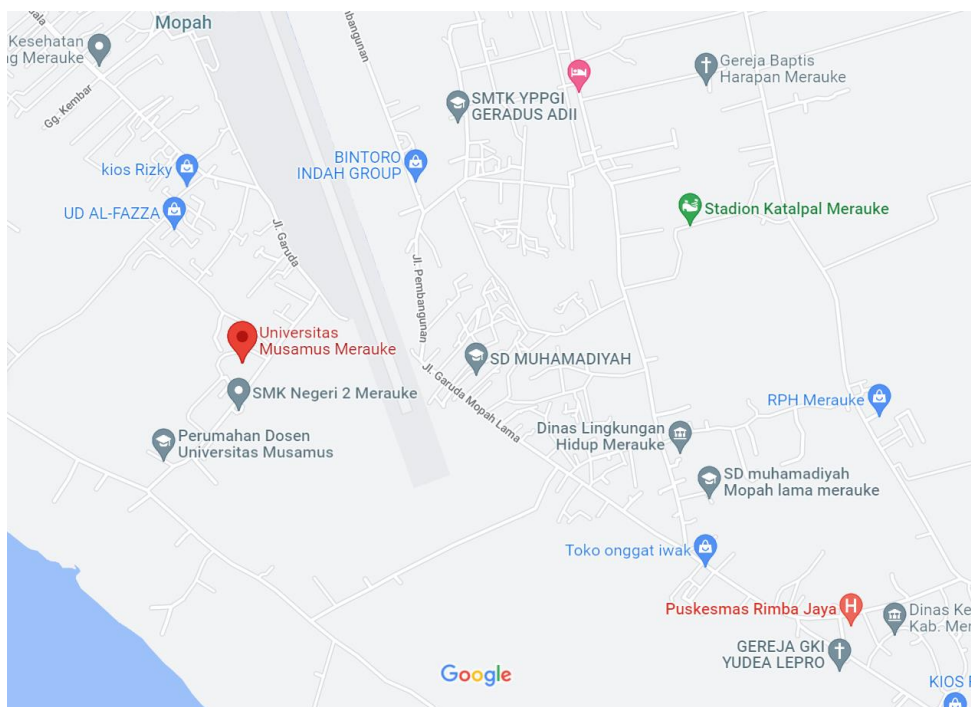 Mopah
Kesehatan
ng Merauke
Gg. Kembar
kios Rizky
UD AL-FAZZA
Jl. Garuda
Pembangunan
SMTK YPPGI
GERADUS ADII
BINTORO
INDAH GROUP
Gereja Baptis
Harapan Merauke
Stadion Katalpal Merauke
Jl. Pembangunan
Universitas
Musamus Merauke
SMK Negeri 2 Merauke
Perumahan Dosen
Universitas Musamus
SD MUHAMADIYAH
Jl. Garuda Mopah Lama
RPH Merauke
Dinas Lingkungan
Hidup Merauke
SD muhamadiyah
Mopah lama merauke
Toko onggat iwak
Puskesmas Rimba Jaya
H
Dinas Ke
Kab. Mer
GEREJA GKI
YUDEA LEPRO
Google
KIOS